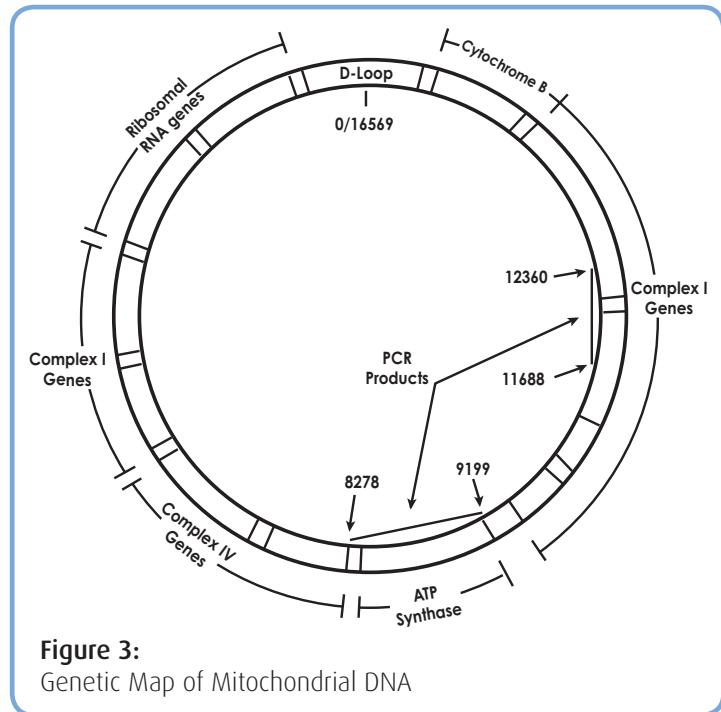 D-Loop
0/16569
Cytochrome B
Complex I
Genes
12360
11688
PCR
Products
9199
8278
ATP
Synthase
Complex IV
Genes
Complex I
Genes
Ribosomal
RNA genes
Figure 3:
Genetic Map of Mitochondrial DNA